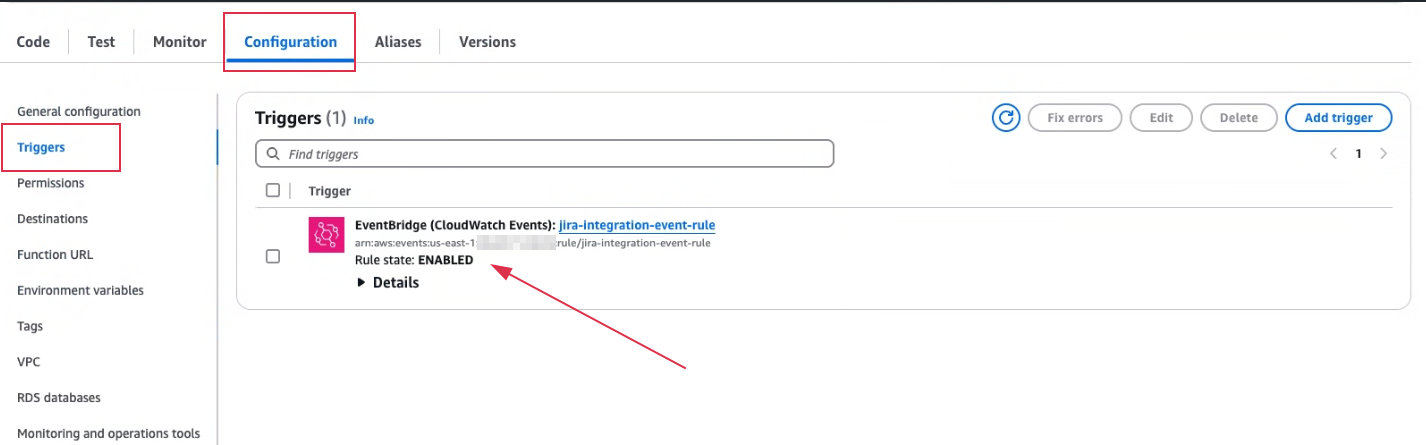 Code Test Monitor Configuration Aliases Versions
General configuration
Triggers
Permissions
Destinations
Function URL
Environment variables
Tags
VPC
RDS databases
Monitoring and operations tools
Triggers (1) Info
Fix errors Edit Delete Add trigger
Find triggers
1
Trigger
EventBridge (CloudWatch Events): jira-integration-event-rule
arn:aws:events:us-east-1: :rule/jira-integration-event-rule
Rule state: ENABLED
Details